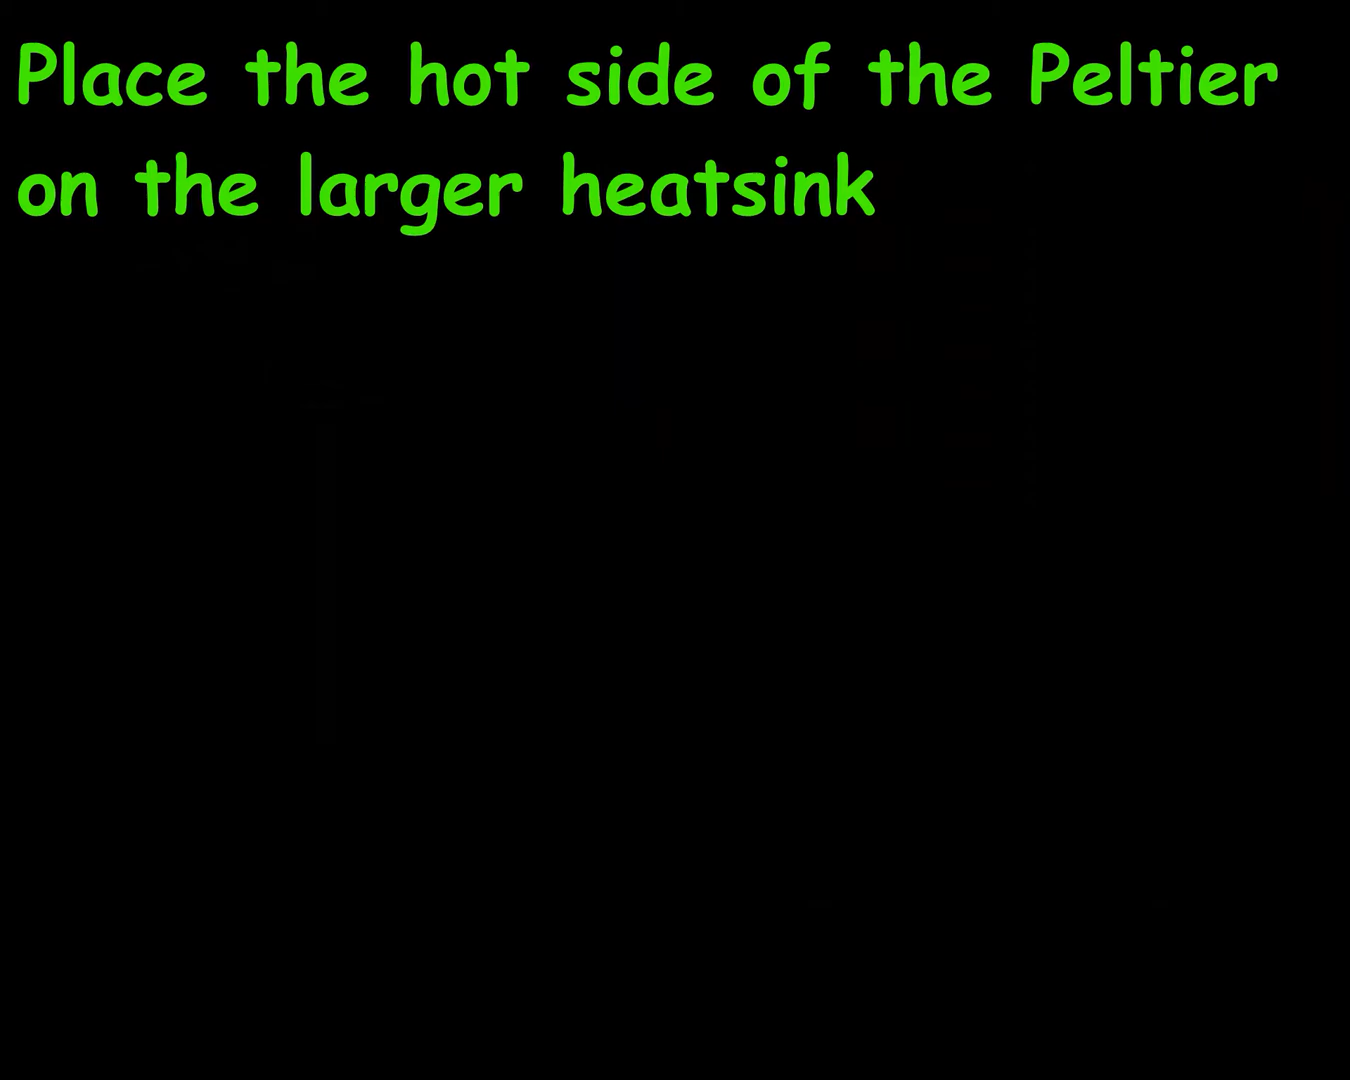 Place the hot side of the Peltier
on the larger heatsink